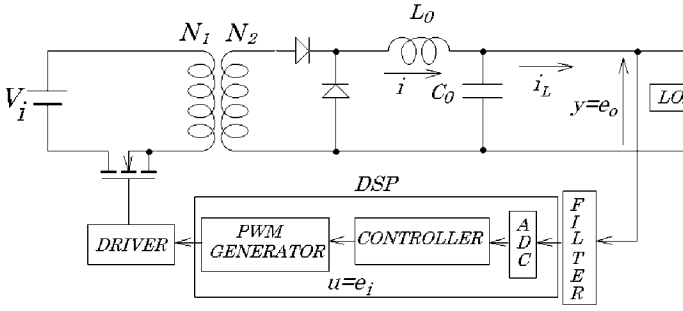 L0
N1 N2
Vi
i
C0
iL
y=eo
LO
DSP
FILTER
DRIVER
PWM GENERATOR
CONTROLLER
ADC
u=ei